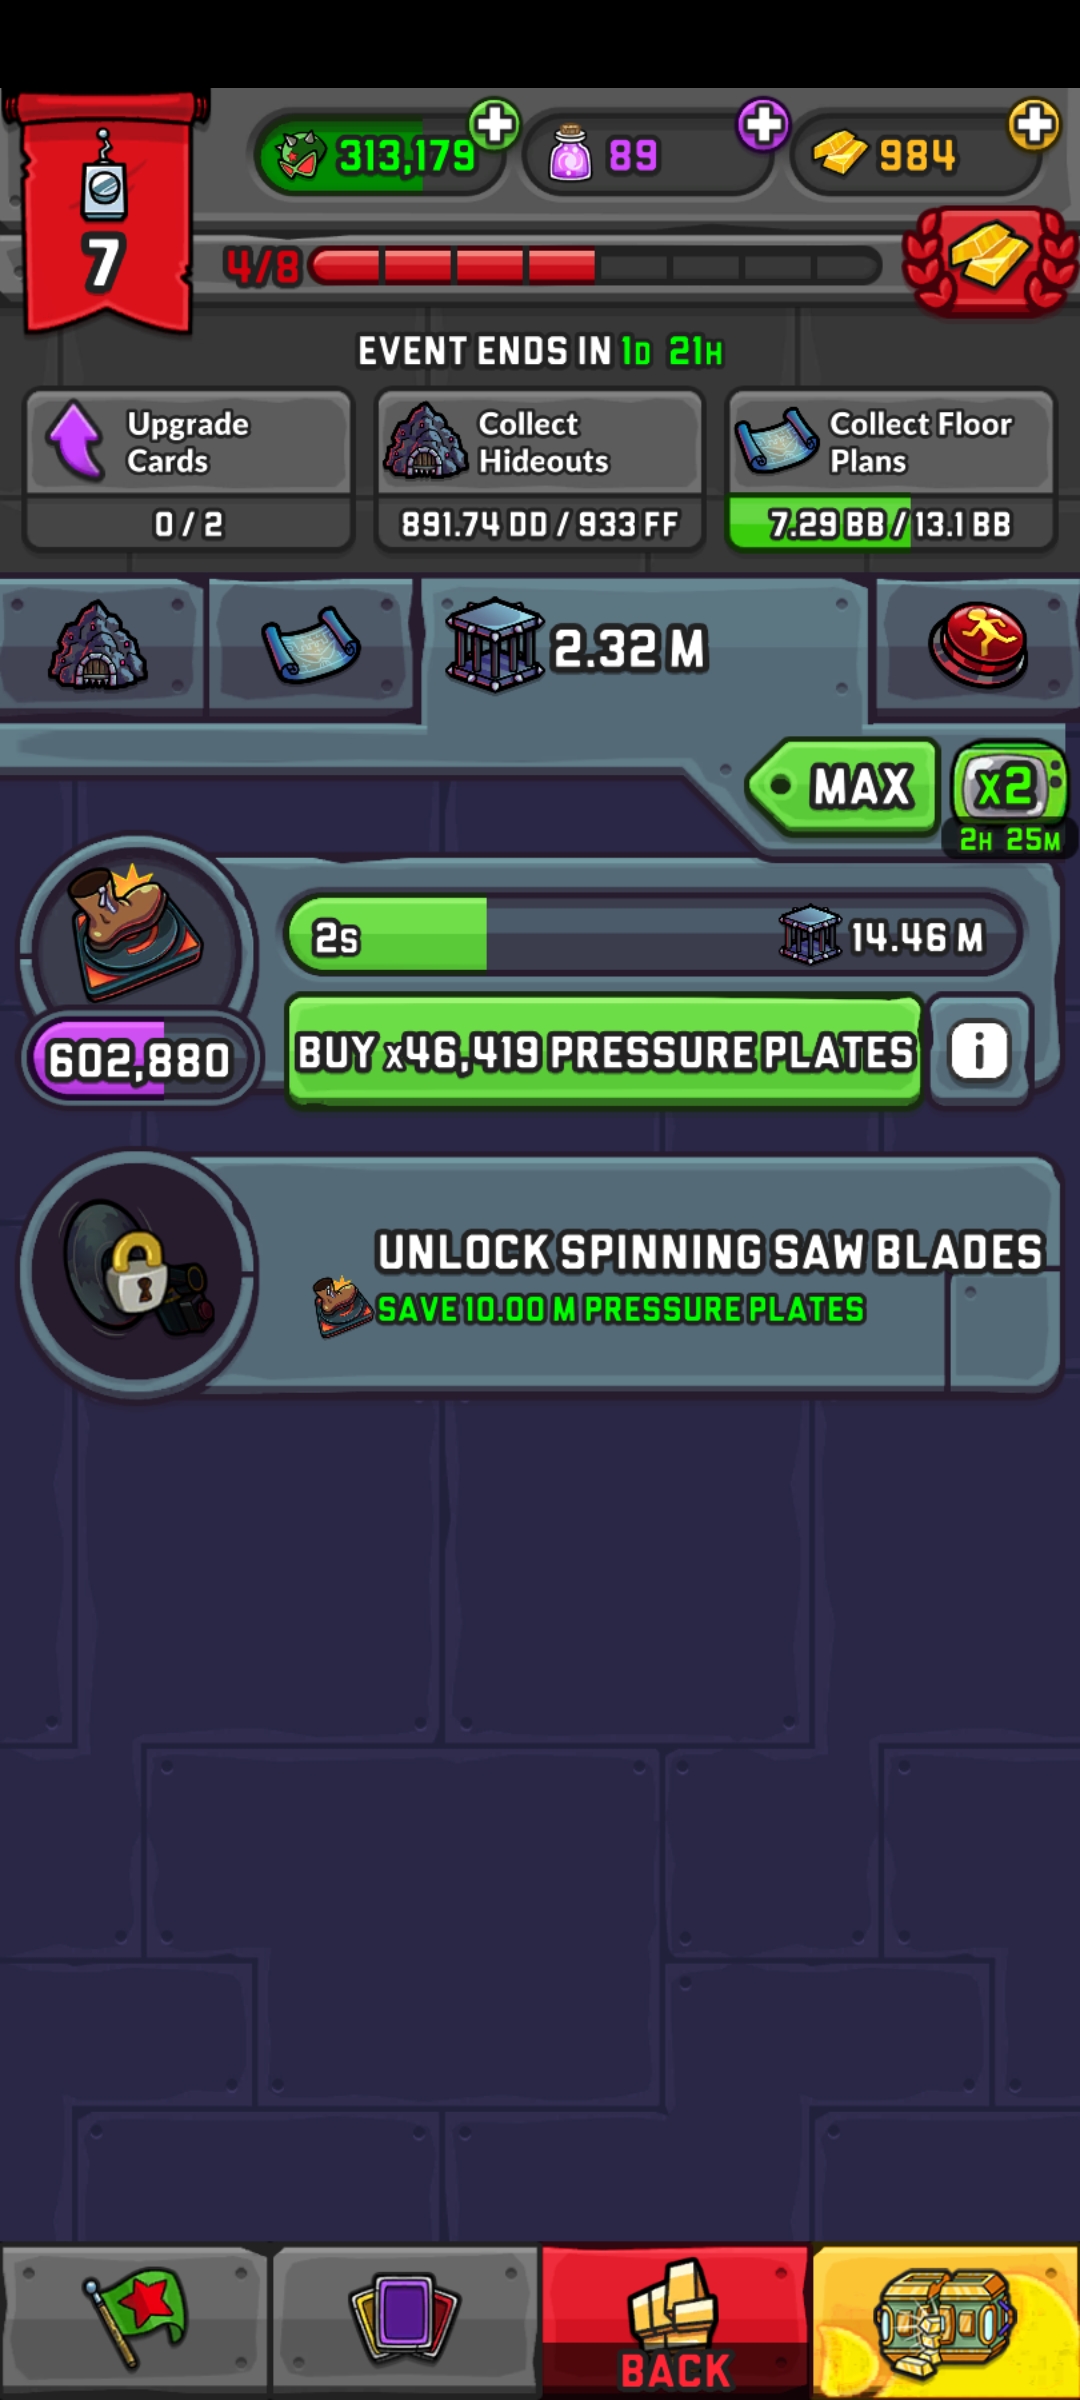 313,179
89
984
7
4/8
EVENT ENDS IN 1D 21H
Upgrade
Cards
0 / 2
Collect
Hideouts
891.74 DD / 933 FF
Collect Floor
Plans
7.29 BB / 13.1 BB
2.32 M
MAX
x2
2H 25M
2s
14.46 M
602,880
BUY x46,419 PRESSURE PLATES
i
UNLOCK SPINNING SAW BLADES
SAVE 10.00 M PRESSURE PLATES
BACK